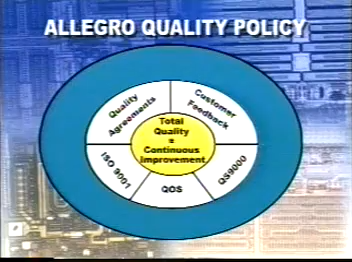 ALLEGRO QUALITY POLICY
Quality
Agreements
Customer
Feedback
Total
Quality
=
Continuous
Improvement
ISO 9001
QOS
QS9000